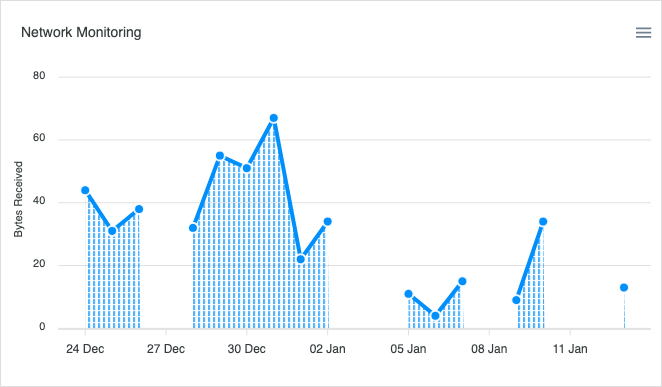 Network Monitoring
80
60
40
20
0
Bytes Received
24 Dec
27 Dec
30 Dec
02 Jan
05 Jan
08 Jan
11 Jan